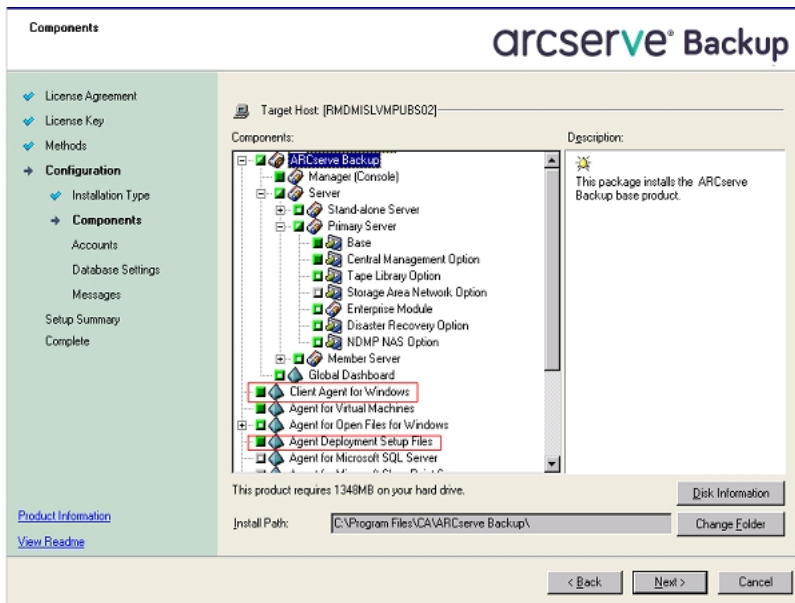 Components
arcserve® Backup
License Agreement
License Key
Methods
Configuration
Installation Type
Components
Accounts
Database Settings
Messages
Setup Summary
Complete
Product Information
View Readme
Target Host: [RMDMISLVMPUBS02]
Components:
ARCserve Backup
Manager (Console)
Server
Stand-alone Server
Primary Server
Base
Central Management Option
Tape Library Option
Storage Area Network Option
Enterprise Module
Disaster Recovery Option
NDMP NAS Option
Member Server
Global Dashboard
Client Agent for Windows
Agent for Virtual Machines
Agent for Open Files for Windows
Agent Deployment Setup Files
Agent for Microsoft SQL Server
Description:
This package installs the ARCserve
Backup base product.
This product requires 1348MB on your hard drive.
Disk Information
Install Path:
C:\Program Files\CA\ARCserve Backup\
Change Folder
< Back
Next >
Cancel